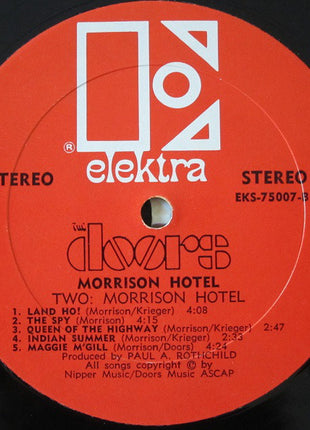 ® elektra
TEREO
STEREO
EKS-75007-B
THE doors
MORRISON HOTEL
TWO: MORRISON HOTEL
1. LAND HO! (Morrison/Krieger) 4:08
2. THE SPY (Morrison) 4:15
3. QUEEN OF THE HIGHWAY (Morrison/Krieger) 2:47
4. INDIAN SUMMER (Morrison/Krieger) 2:33
5. MAGGIE M'GILL (Morrison/Doors) 4:24
Produced by PAUL A. ROTHCHILD
All songs copyright © by
Nipper Music/Doors Music ASCAP